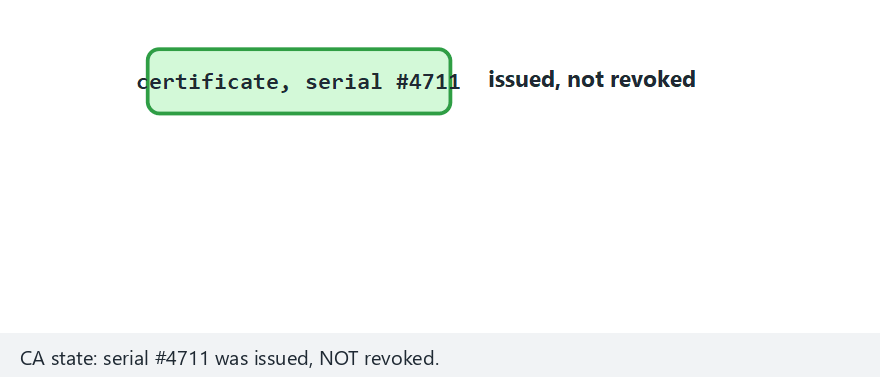 certificate, serial #4711 issued, not revoked
CA state: serial #4711 was issued, NOT revoked.